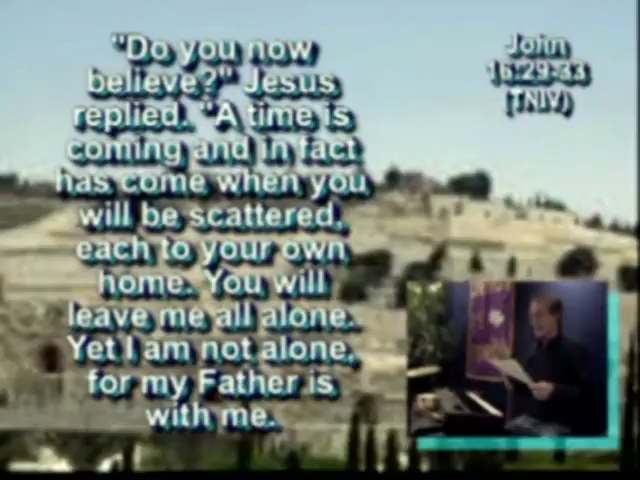 "Do you now
believe?" Jesus
replied. "A time is
coming and in fact
has come when you
will be scattered,
each to your own
home. You will
leave me all alone.
Yet I am not alone,
for my Father is
with me.
John
16:29-33
(TNIV)